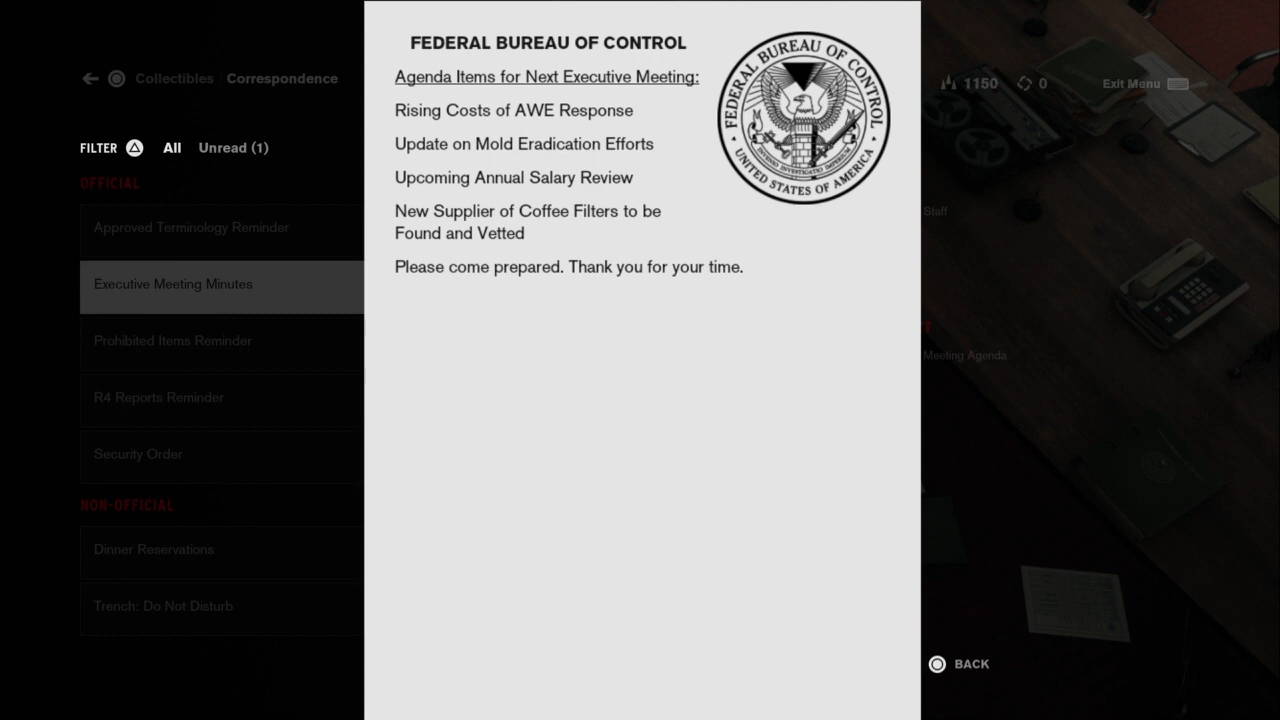 Collectibles / Correspondence
1150
0
Exit Menu
FILTER All Unread (1)
OFFICIAL
Approved Terminology Reminder
Executive Meeting Minutes
Prohibited Items Reminder
R4 Reports Reminder
Security Order
NON-OFFICIAL
Dinner Reservations
Trench: Do Not Disturb
FEDERAL BUREAU OF CONTROL
Agenda Items for Next Executive Meeting:
Rising Costs of AWE Response
Update on Mold Eradication Efforts
Upcoming Annual Salary Review
New Supplier of Coffee Filters to be
Found and Vetted
Please come prepared. Thank you for your time.
FEDERAL BUREAU OF CONTROL
UNITED STATES OF AMERICA
Staff
Meeting Agenda
BACK